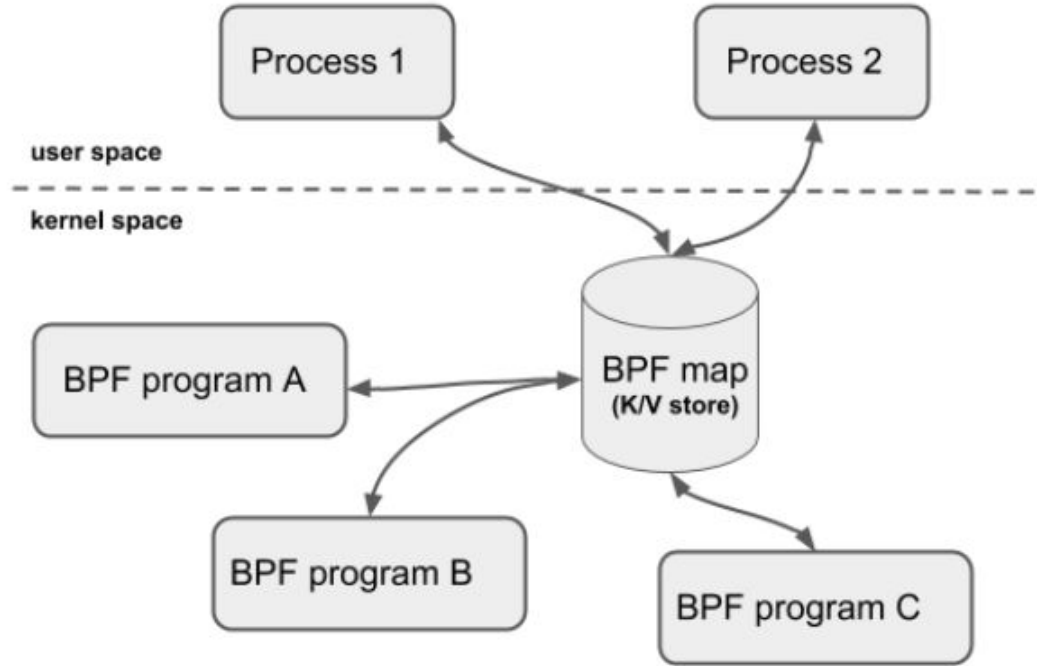 Process 1
Process 2
user space
kernel space
BPF program A
BPF map
(K/V store)
BPF program B
BPF program C